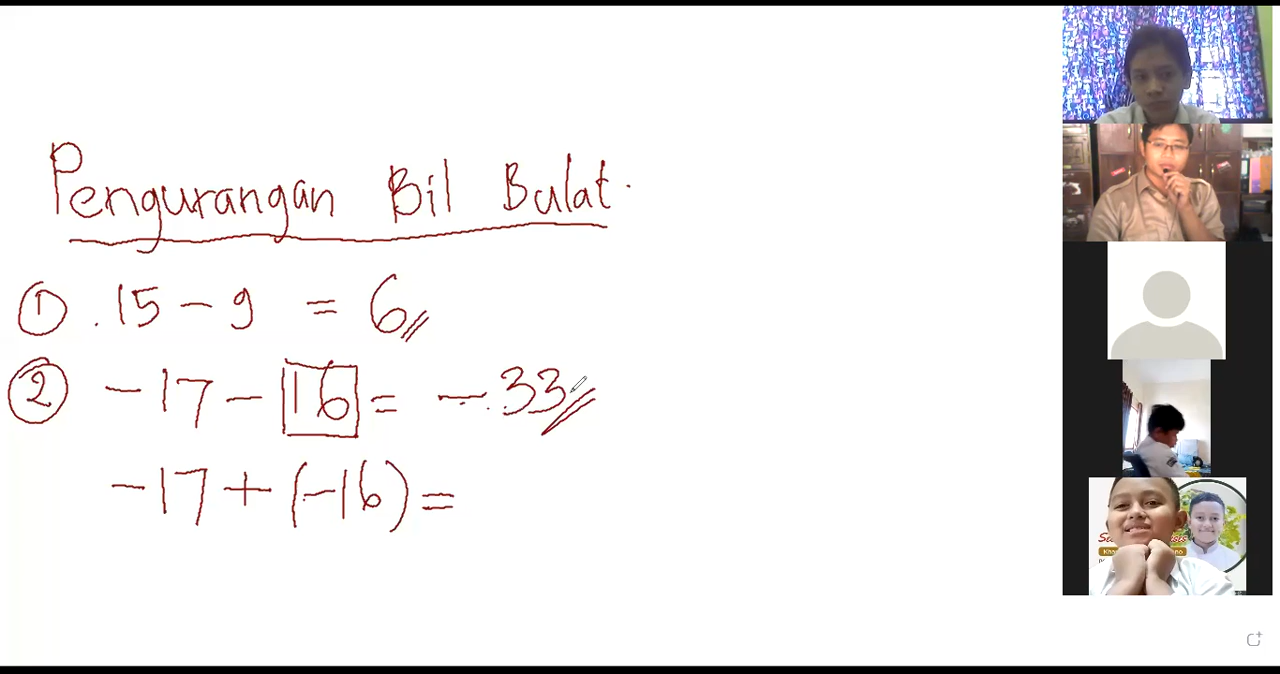 Pengurangan Bil Bulat.
① . 15 - 9 = 6 //
② -17 - 16 = -33 //
-17 + (-16) =